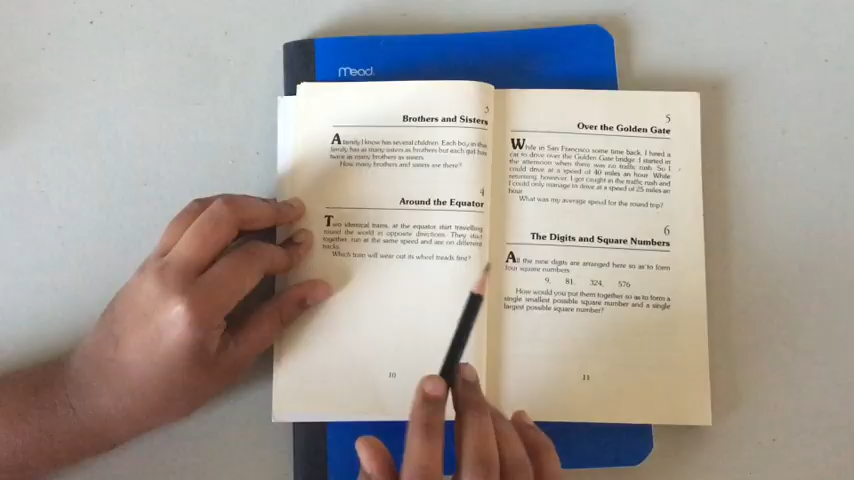 Mead
3
Brothers and Sisters
A family I know has several children. Each boy in this
family has as many sisters as brothers but each girl has
twice as many brothers as sisters.
How many brothers and sisters are there?
4
Around the Equator
Two identical trains, at the equator start travelling
round the world in opposite directions. They start
together, run at the same speed and are on different
tracks.
Which train will wear out its wheel treads first?
10
5
Over the Golden Gate
While in San Francisco some time back, I hired a
car to drive over the Golden Gate bridge. I started in
the afternoon when there was no traffic rush. So I
could drive at a speed of 40 miles an hour. While
returning, however, I got caught in the traffic rush and
I could only manage to drive at a speed of 25 miles an
hour.
What was my average speed for the round trip?
6
The Digits and Square Numbers
All the nine digits are arranged here so as to form
four square numbers
9, 81, 324, 576
How would you put them together so as to form a
single smallest possible square number and a single
largest possible square number?
11